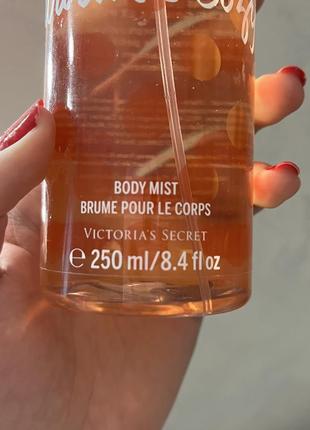 BODY MIST
BRUME POUR LE CORPS
VICTORIA'S SECRET
℮ 250 ml/8.4 fl oz